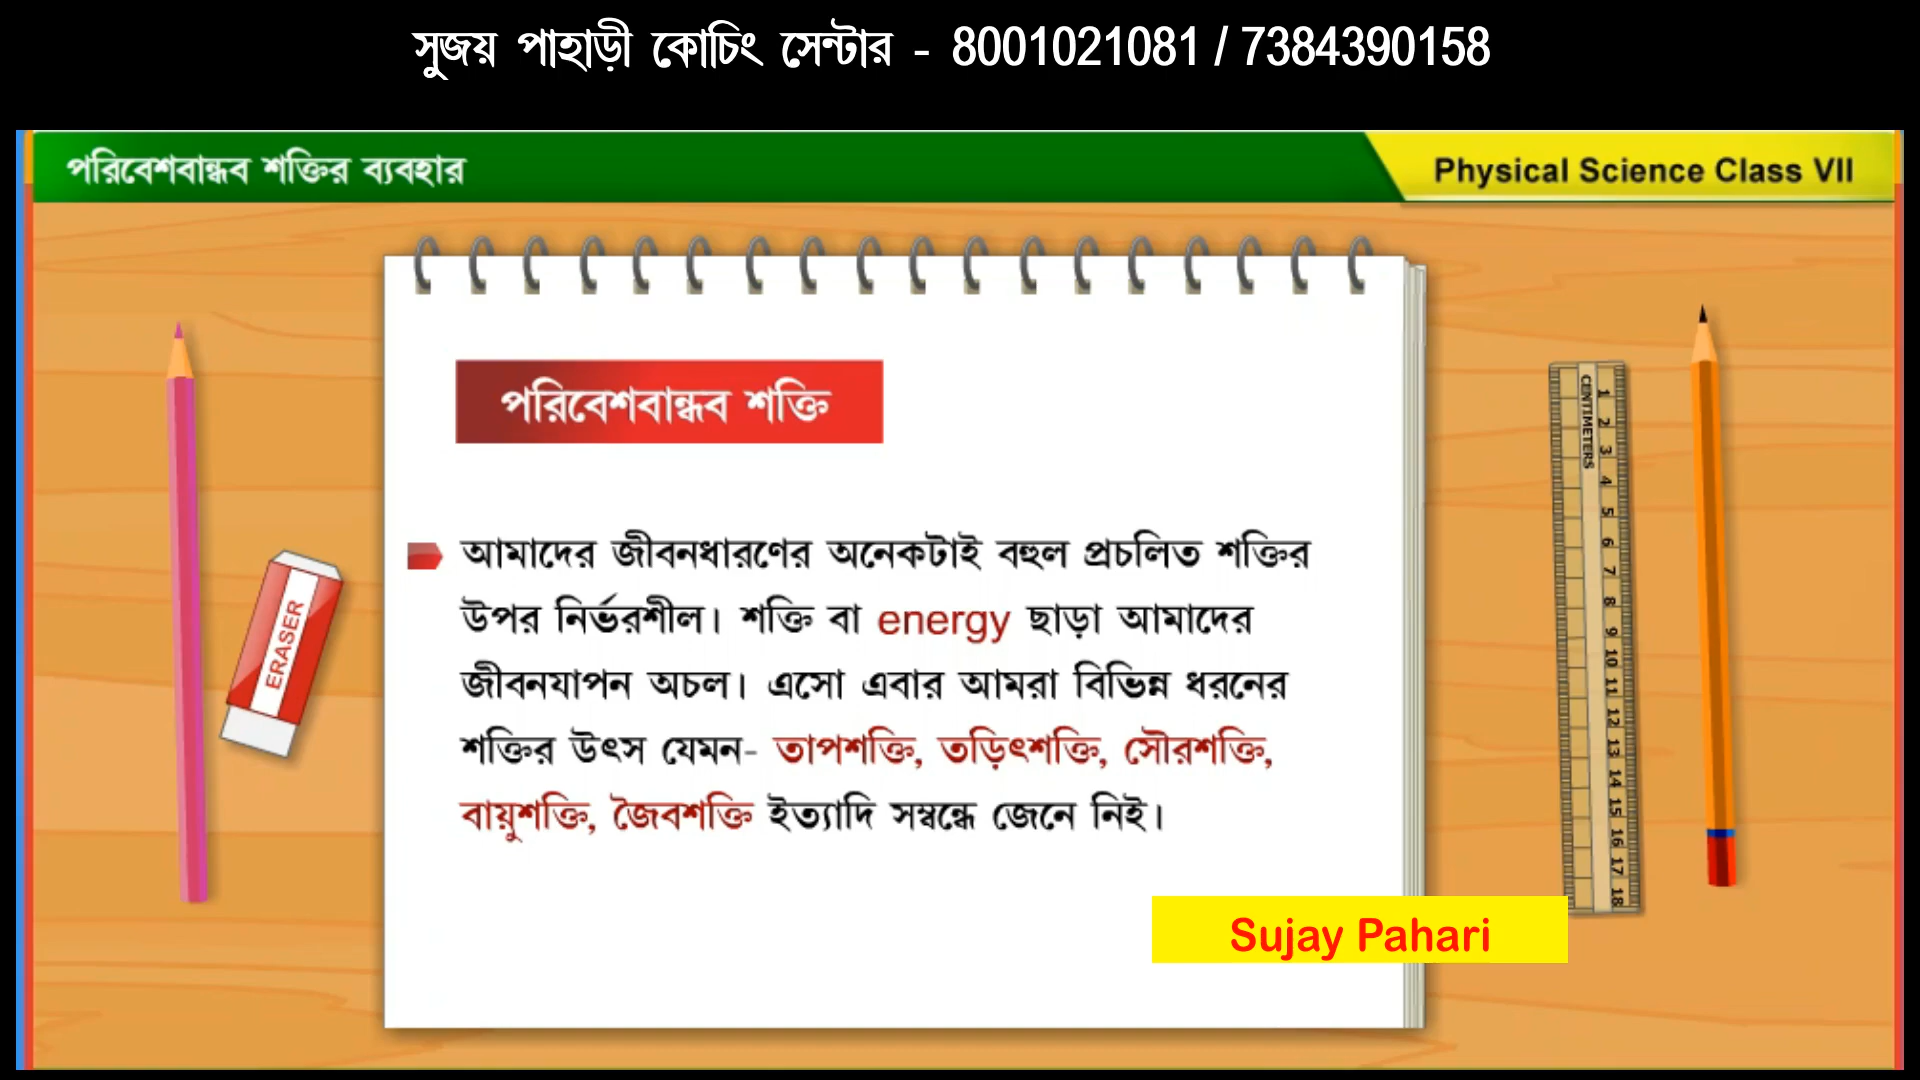 সুজয় পাহাড়ী কোচিং সেন্টার - 8001021081 / 7384390158
পরিবেশবান্ধব শক্তির ব্যবহার
Physical Science Class VII
পরিবেশবান্ধব শক্তি
আমাদের জীবনধারণের অনেকটাই বহুল প্রচলিত শক্তির
উপর নির্ভরশীল। শক্তি বা energy ছাড়া আমাদের
জীবনযাপন অচল। এসো এবার আমরা বিভিন্ন ধরনের
শক্তির উৎস যেমন- তাপশক্তি, তড়িৎশক্তি, সৌরশক্তি,
বায়ুশক্তি, জৈবশক্তি ইত্যাদি সম্বন্ধে জেনে নিই।
ERASER
CENTIMETERS
1 2 3 4 5 6 7 8 9 10 11 12 13 14 15 16 17 18
Sujay Pahari